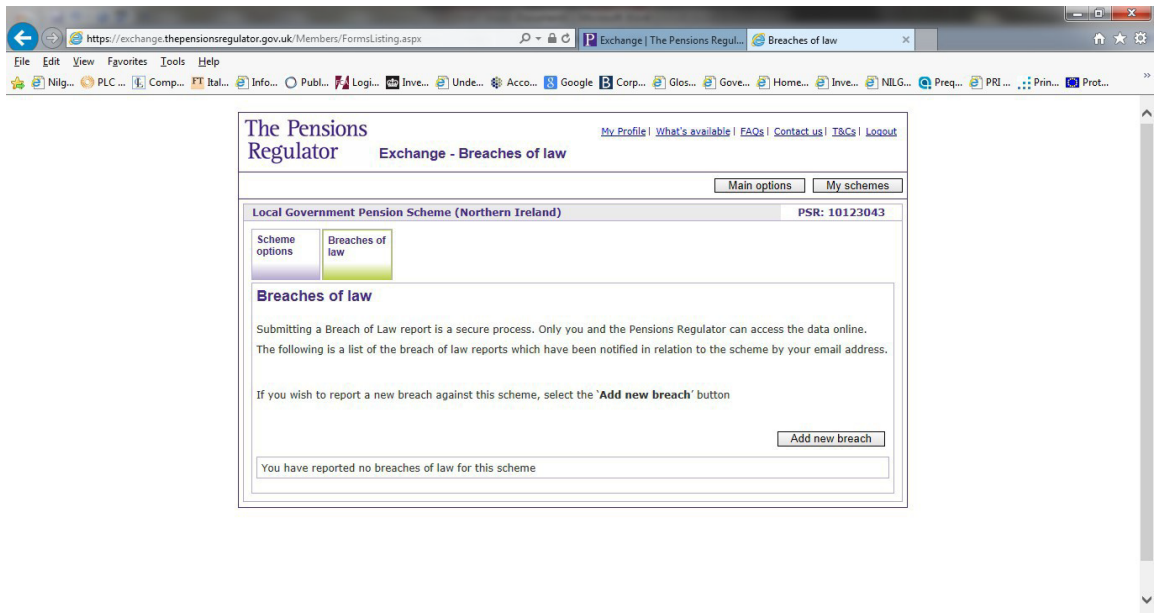 https://exchange.thepensionsregulator.gov.uk/Members/FormsListing.aspx
Exchange | The Pensions Regul...
Breaches of law
File Edit View Favorites Tools Help
Nilg... PLC ... Comp... Ital... Info... Publ... Logi... Inve... Unde... Acco... Google Corp... Glos... Gove... Home... Inve... NILG... Preq... PRI ... Prin... Prot...
The Pensions
Regulator
Exchange - Breaches of law
My Profile | What's available | FAQs | Contact us | T&Cs | Logout
Main options My schemes
Local Government Pension Scheme (Northern Ireland) PSR: 10123043
Scheme
options
Breaches of
law
Breaches of law
Submitting a Breach of Law report is a secure process. Only you and the Pensions Regulator can access the data online.
The following is a list of the breach of law reports which have been notified in relation to the scheme by your email address.
If you wish to report a new breach against this scheme, select the `Add new breach´ button
Add new breach
You have reported no breaches of law for this scheme